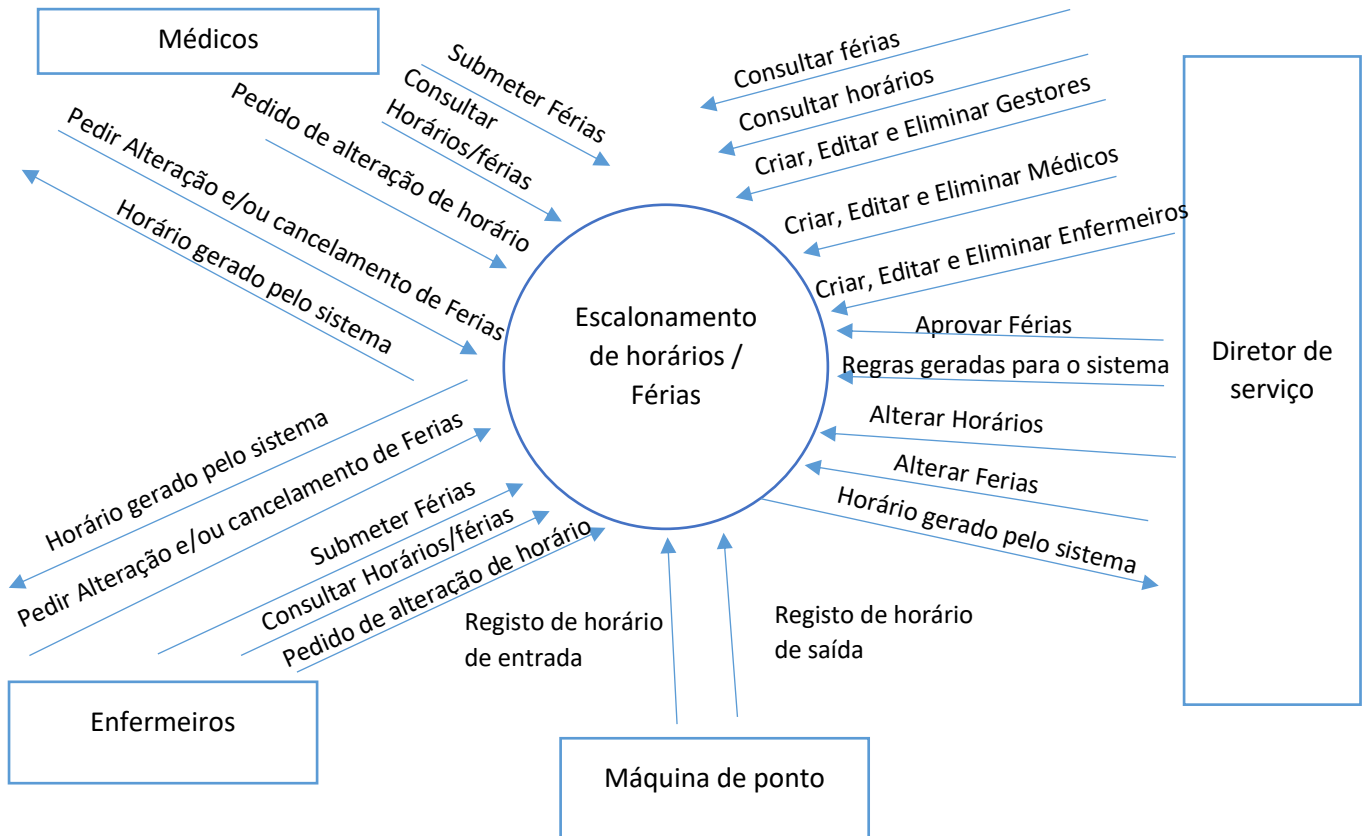 Médicos
Submeter Férias
Consultar
Horários/férias
Pedido de alteração de horário
Pedir Alteração e/ou cancelamento de Ferias
Horário gerado pelo sistema
Consultar férias
Consultar horários
Criar, Editar e Eliminar Gestores
Criar, Editar e Eliminar Médicos
Criar, Editar e Eliminar Enfermeiros
Aprovar Férias
Regras geradas para o sistema
Alterar Horários
Alterar Ferias
Horário gerado pelo sistema
Diretor de
serviço
Escalonamento
de horários /
Férias
Horário gerado pelo sistema
Pedir Alteração e/ou cancelamento de Ferias
Submeter Férias
Consultar Horários/férias
Pedido de alteração de horário
Enfermeiros
Registo de horário
de entrada
Registo de horário
de saída
Máquina de ponto